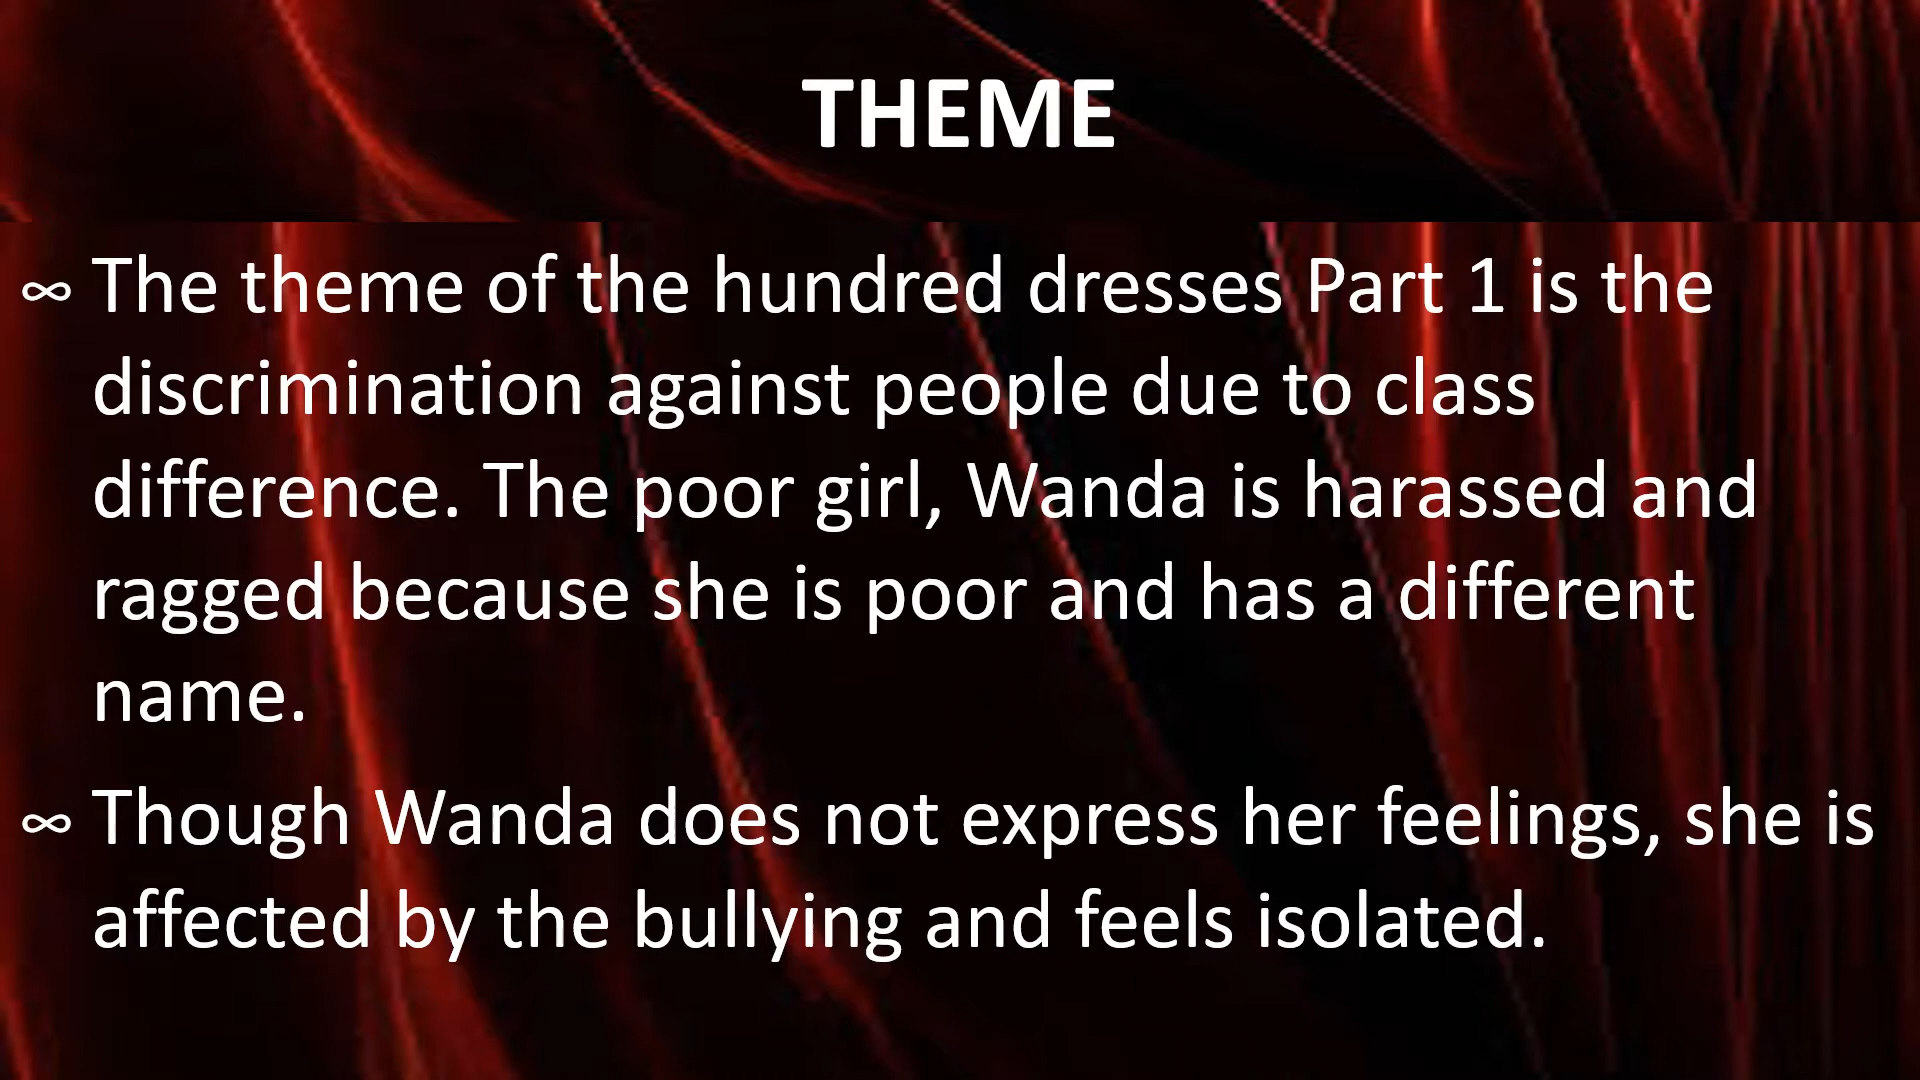 THEME
∞ The theme of the hundred dresses Part 1 is the
discrimination against people due to class
difference. The poor girl, Wanda is harassed and
ragged because she is poor and has a different
name.
∞ Though Wanda does not express her feelings, she is
affected by the bullying and feels isolated.